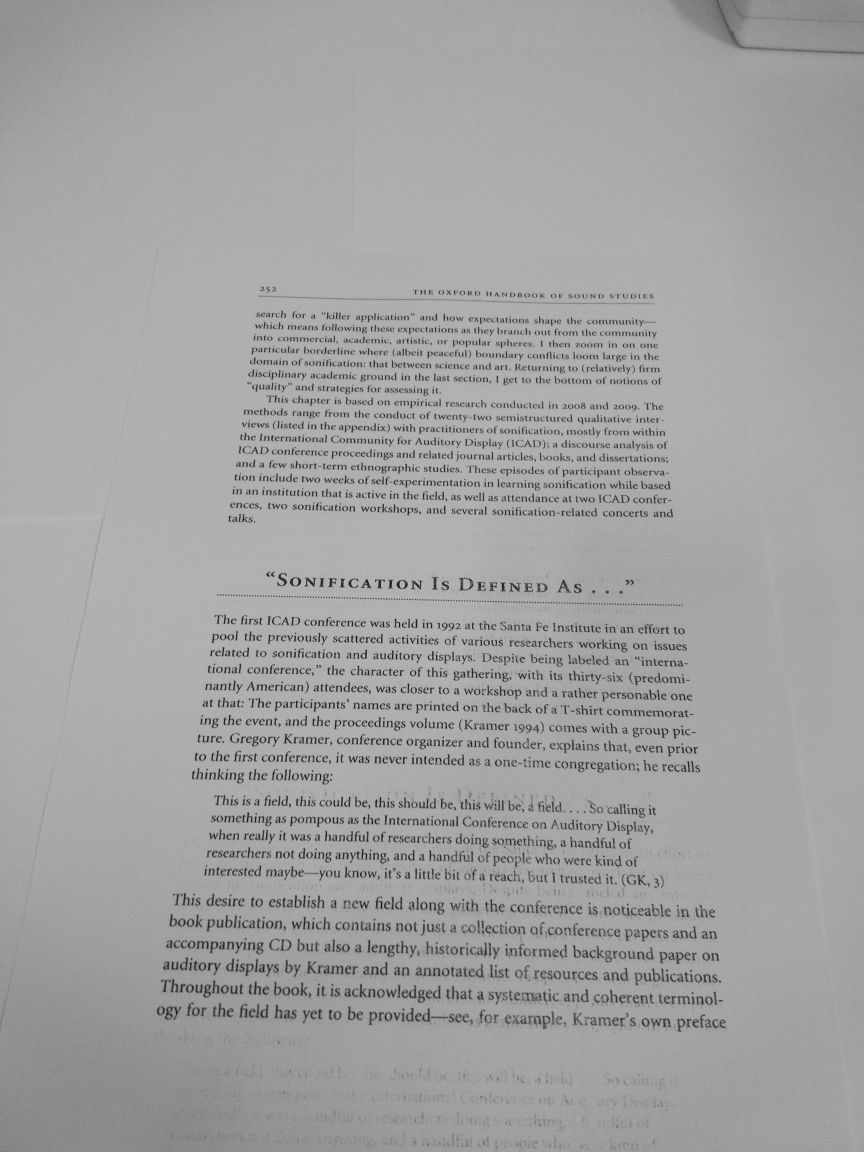 252
THE OXFORD HANDBOOK OF SOUND STUDIES
search for a "killer application" and how expectations shape the community—
which means following these expectations as they branch out from the community
into commercial, academic, artistic, or popular spheres. I then zoom in on one
particular borderline where (albeit peaceful) boundary conflicts loom large in the
domain of sonification: that between science and art. Returning to (relatively) firm
disciplinary academic ground in the last section, I get to the bottom of notions of
"quality" and strategies for assessing it.
This chapter is based on empirical research conducted in 2008 and 2009. The
methods range from the conduct of twenty-two semistructured qualitative inter-
views (listed in the appendix) with practitioners of sonification, mostly from within
the International Community for Auditory Display (ICAD); a discourse analysis of
ICAD conference proceedings and related journal articles, books, and dissertations;
and a few short-term ethnographic studies. These episodes of participant observa-
tion include two weeks of self-experimentation in learning sonification while based
in an institution that is active in the field, as well as attendance at two ICAD confer-
ences, two sonification workshops, and several sonification-related concerts and
talks.
"Sonification Is Defined As . . ."
The first ICAD conference was held in 1992 at the Santa Fe Institute in an effort to
pool the previously scattered activities of various researchers working on issues
related to sonification and auditory displays. Despite being labeled an "interna-
tional conference," the character of this gathering, with its thirty-six (predomi-
nantly American) attendees, was closer to a workshop and a rather personable one
at that: The participants' names are printed on the back of a T-shirt commemorat-
ing the event, and the proceedings volume (Kramer 1994) comes with a group pic-
ture. Gregory Kramer, conference organizer and founder, explains that, even prior
to the first conference, it was never intended as a one-time congregation; he recalls
thinking the following:
This is a field, this could be, this should be, this will be, a field. . . . So calling it
something as pompous as the International Conference on Auditory Display,
when really it was a handful of researchers doing something, a handful of
researchers not doing anything, and a handful of people who were kind of
interested maybe—you know, it's a little bit of a reach, but I trusted it. (GK, 3)
This desire to establish a new field along with the conference is noticeable in the
book publication, which contains not just a collection of conference papers and an
accompanying CD but also a lengthy, historically informed background paper on
auditory displays by Kramer and an annotated list of resources and publications.
Throughout the book, it is acknowledged that a systematic and coherent terminol-
ogy for the field has yet to be provided—see, for example, Kramer's own preface